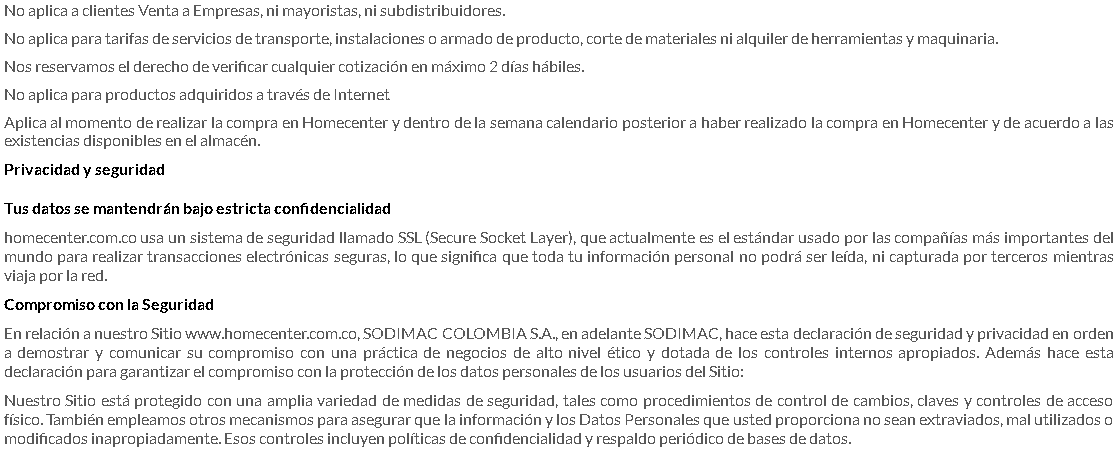 No aplica a clientes Venta a Empresas, ni mayoristas, ni subdistribuidores.
No aplica para tarifas de servicios de transporte, instalaciones o armado de producto, corte de materiales ni alquiler de herramientas y maquinaria.
Nos reservamos el derecho de verificar cualquier cotización en máximo 2 días hábiles.
No aplica para productos adquiridos a través de Internet
Aplica al momento de realizar la compra en Homecenter y dentro de la semana calendario posterior a haber realizado la compra en Homecenter y de acuerdo a las
existencias disponibles en el almacén.
Privacidad y seguridad
Tus datos se mantendrán bajo estricta confidencialidad
homecenter.com.co usa un sistema de seguridad llamado SSL (Secure Socket Layer), que actualmente es el estándar usado por las compañías más importantes del
mundo para realizar transacciones electrónicas seguras, lo que significa que toda tu información personal no podrá ser leída, ni capturada por terceros mientras
viaja por la red.
Compromiso con la Seguridad
En relación a nuestro Sitio www.homecenter.com.co, SODIMAC COLOMBIA S.A., en adelante SODIMAC, hace esta declaración de seguridad y privacidad en orden
a demostrar y comunicar su compromiso con una práctica de negocios de alto nivel ético y dotada de los controles internos apropiados. Además hace esta
declaración para garantizar el compromiso con la protección de los datos personales de los usuarios del Sitio:
Nuestro Sitio está protegido con una amplia variedad de medidas de seguridad, tales como procedimientos de control de cambios, claves y controles de acceso
físico. También empleamos otros mecanismos para asegurar que la información y los Datos Personales que usted proporciona no sean extraviados, mal utilizados o
modificados inapropiadamente. Esos controles incluyen políticas de confidencialidad y respaldo periódico de bases de datos.